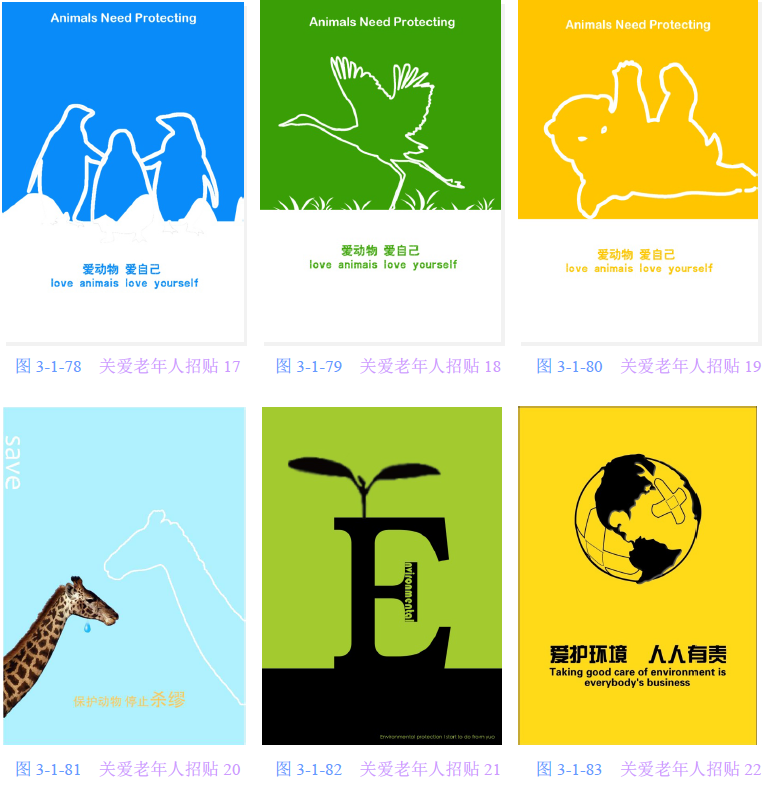 Animals Need Protecting
爱动物 爱自己
love animais love yourself
图 3-1-78 关爱老年人招贴 17
Animals Need Protecting
爱动物 爱自己
love animais love yourself
图 3-1-79 关爱老年人招贴 18
Animals Need Protecting
爱动物 爱自己
love animais love yourself
图 3-1-80 关爱老年人招贴 19
save
保护动物 停止杀缪
图 3-1-81 关爱老年人招贴 20
E
nvironmental
Environmental protection I start to do from
图 3-1-82 关爱老年人招贴 21
爱护环境 人人有责
Taking good care of environment is
everybody's business
图 3-1-83 关爱老年人招贴 22